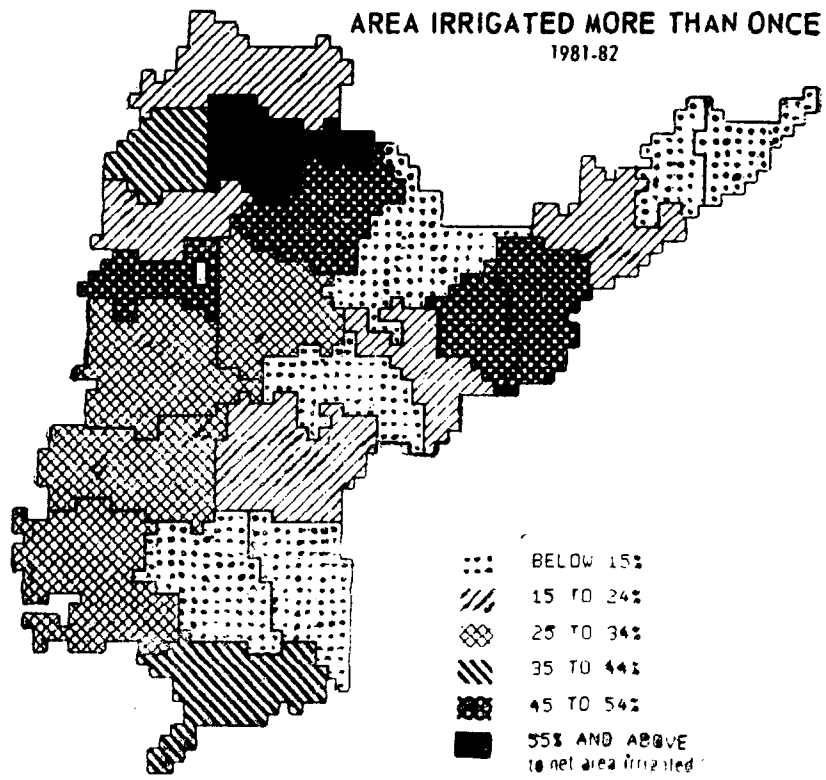 AREA IRRIGATED MORE THAN ONCE
1981-82
BELOW 15%
15 TO 24%
25 TO 34%
35 TO 44%
45 TO 54%
55% AND ABOVE
to net area irrigated